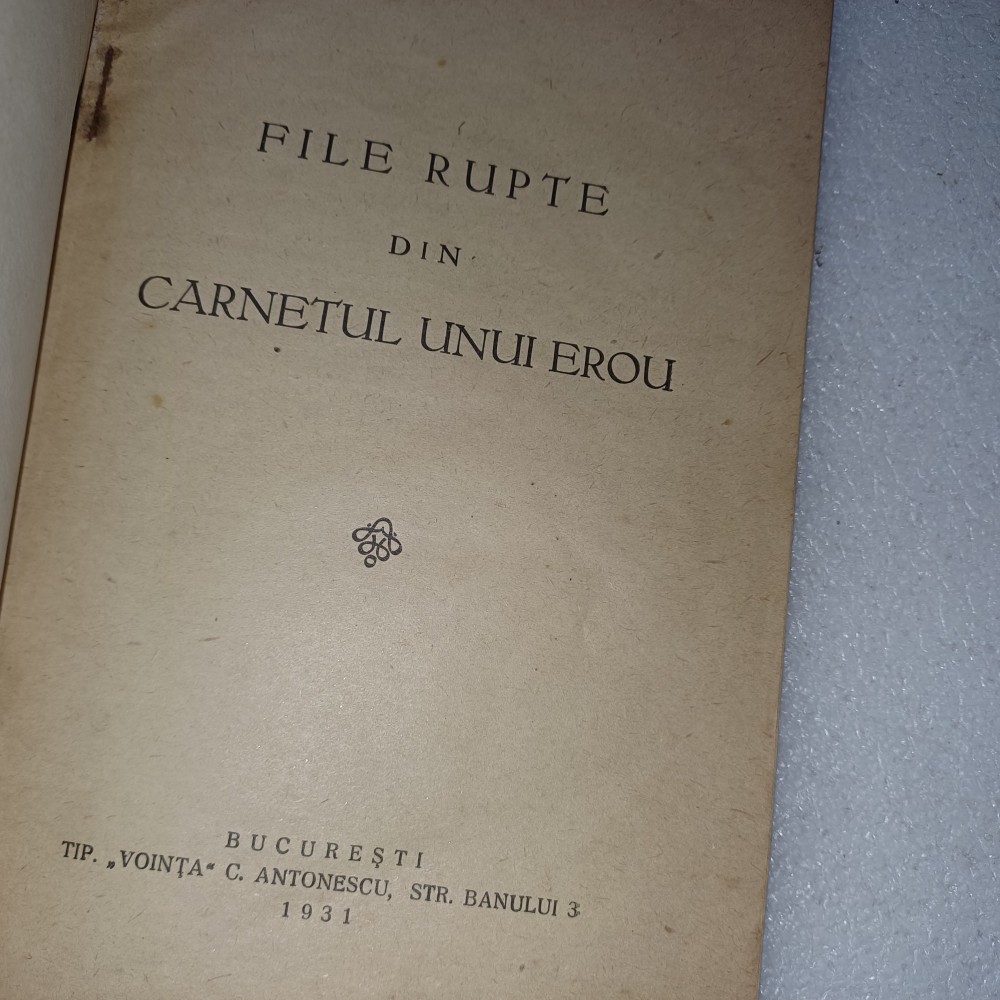 FILE RUPTE
DIN
CARNETUL UNUI EROU
BUCUREŞTI
TIP. „VOINŢA“ C. ANTONESCU, STR. BANULUI 3
1931